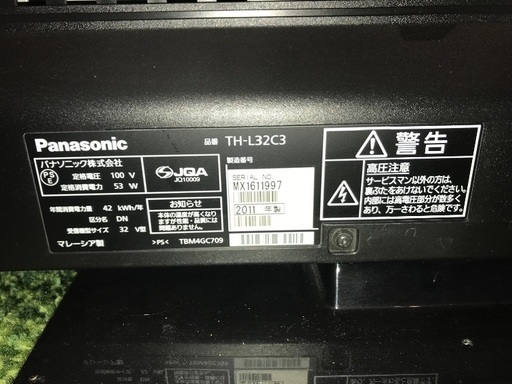 Panasonic
品番 TH-L32C3
パナソニック株式会社
PSE
定格電圧 100 V
定格消費電力 53 W
年間消費電力量 42 kWh/年
区分名 DN
受信機型サイズ 32 V型
マレーシア製
>PS<
TBM4GC709
JQA
JQ10009
お知らせ
本体の温度が高くなり
ますが性能・品質には
問題ありません。
製造番号
SERIAL NO.
MX1611997
2011 年製
警告
高圧注意
サービスマン以外の方は、
裏ぶたをあけないでください。
内部には高電圧部分が数多く
あり、万一さわると危険です。